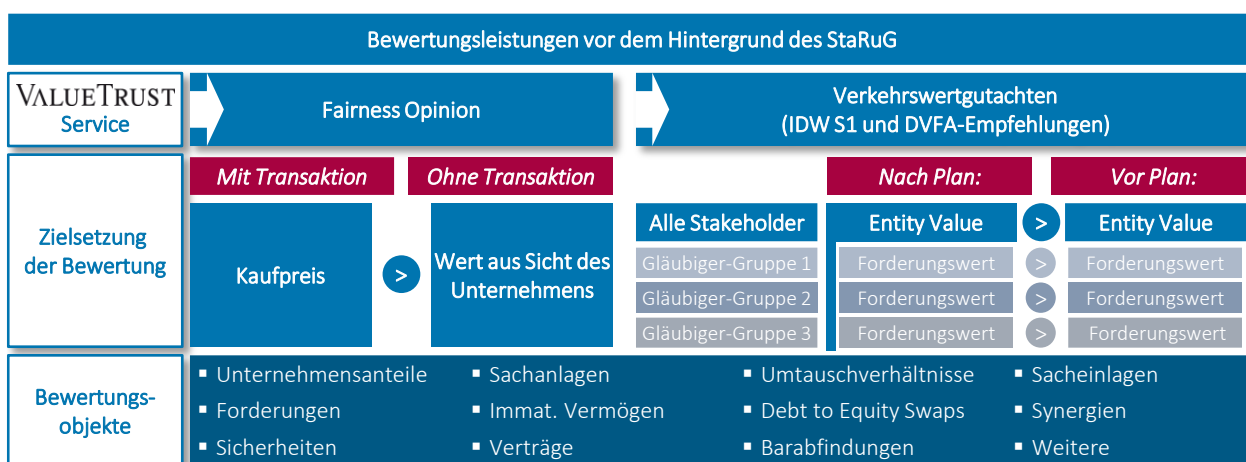 Bewertungsleistungen vor dem Hintergrund des StaRuG
VALUETRUST
Service
Fairness Opinion
Verkehrswertgutachten
(IDW S1 und DVFA-Empfehlungen)
Zielsetzung
der Bewertung
Mit Transaktion
Ohne Transaktion
Kaufpreis
>
Wert aus Sicht des
Unternehmens
Nach Plan:
Vor Plan:
Alle Stakeholder
Entity Value
>
Entity Value
Gläubiger-Gruppe 1
Forderungswert
>
Forderungswert
Gläubiger-Gruppe 2
Forderungswert
>
Forderungswert
Gläubiger-Gruppe 3
Forderungswert
>
Forderungswert
Bewertungs-
objekte
▪ Unternehmensanteile
▪ Forderungen
▪ Sicherheiten
▪ Sachanlagen
▪ Immat. Vermögen
▪ Verträge
▪ Umtauschverhältnisse
▪ Debt to Equity Swaps
▪ Barabfindungen
▪ Sacheinlagen
▪ Synergien
▪ Weitere